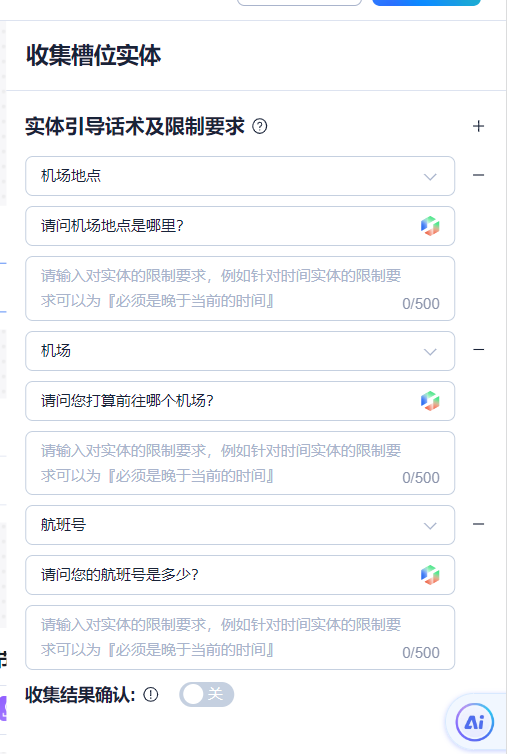 收集槽位实体
实体引导话术及限制要求
机场地点
请问机场地点是哪里？
请输入对实体的限制要求，例如针对时间实体的限制要
求可以为『必须是晚于当前的时间』
0/500
机场
请问您打算前往哪个机场？
请输入对实体的限制要求，例如针对时间实体的限制要
求可以为『必须是晚于当前的时间』
0/500
航班号
请问您的航班号是多少？
请输入对实体的限制要求，例如针对时间实体的限制要
求可以为『必须是晚于当前的时间』
0/500
收集结果确认: 关
Ai